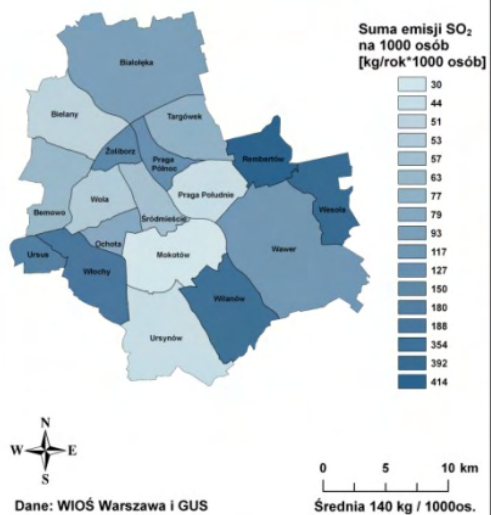 Suma emisji SO₂
na 1000 osób
[kg/rok*1000 osób]
30
44
51
53
57
63
77
79
93
117
127
150
180
188
354
392
414
Białołęka
Bielany
Targówek
Żoliborz
Praga
Północ
Rembertów
Bemowo
Wola
Praga Południe
Wesoła
Śródmieście
Ursus
Ochota
Włochy
Mokotów
Wawer
Wilanów
Ursynów
N
W
E
S
0 5 10 km
Dane: WIOŚ Warszawa i GUS
Średnia 140 kg / 1000os.